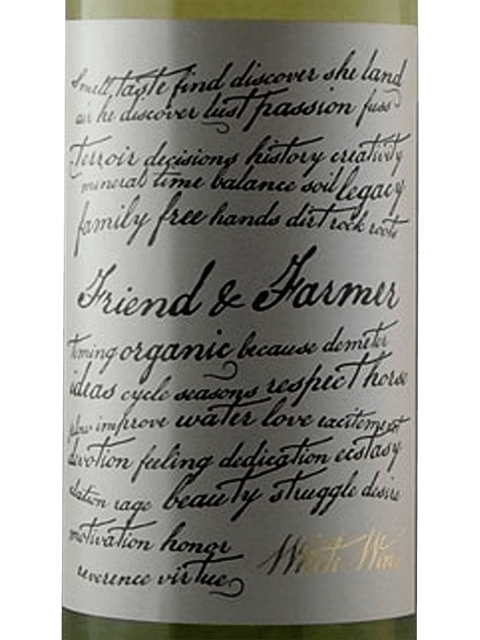 Smell taste find discover she land
air he discover lust passion fuss
terroir decisions history creativity
mineral time balance soil legacy
family free hands dirt rock roots
Friend & Farmer
timing organic because demeter
ideas cycle seasons respect horse
plow improve water love excitement
devotion feeling dedication ecstasy
elation rage beauty struggle desire
motivation honor
reverence virtue
White Wine